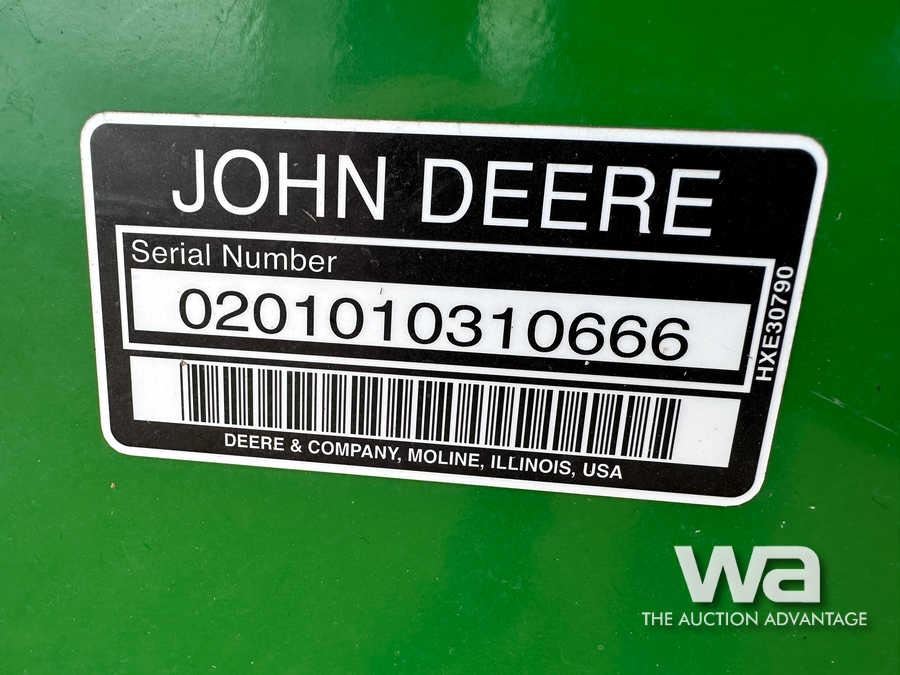 JOHN DEERE
Serial Number
0201010310666
HXE30790
DEERE & COMPANY, MOLINE, ILLINOIS, USA
wa
THE AUCTION ADVANTAGE